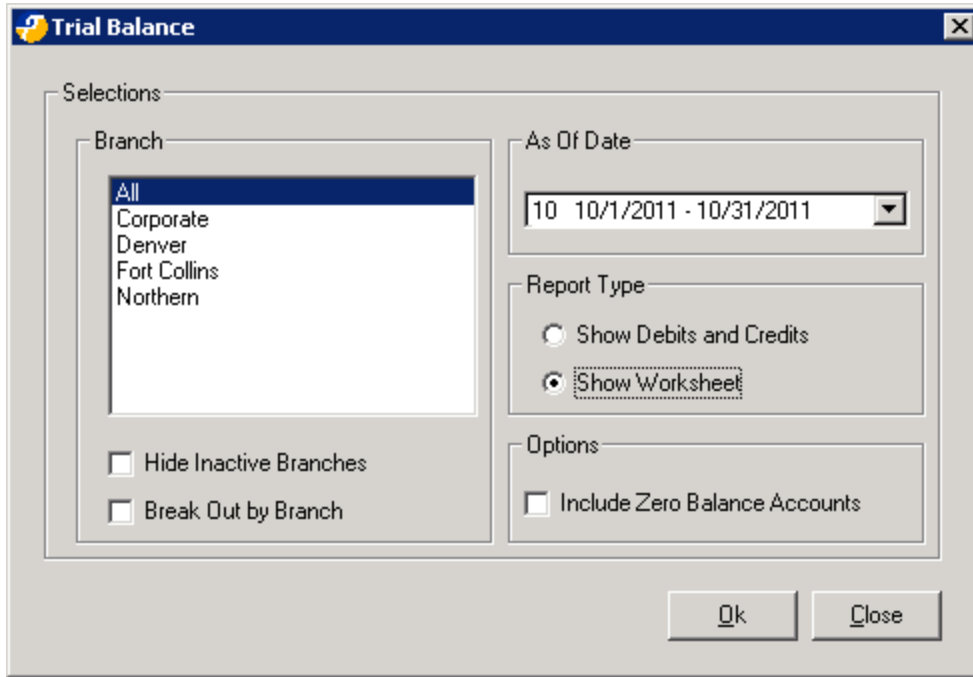 Trial Balance
Selections
Branch
All
Corporate
Denver
Fort Collins
Northern
Hide Inactive Branches
Break Out by Branch
As Of Date
10 10/1/2011 - 10/31/2011
Report Type
Show Debits and Credits
Show Worksheet
Options
Include Zero Balance Accounts
Ok
Close